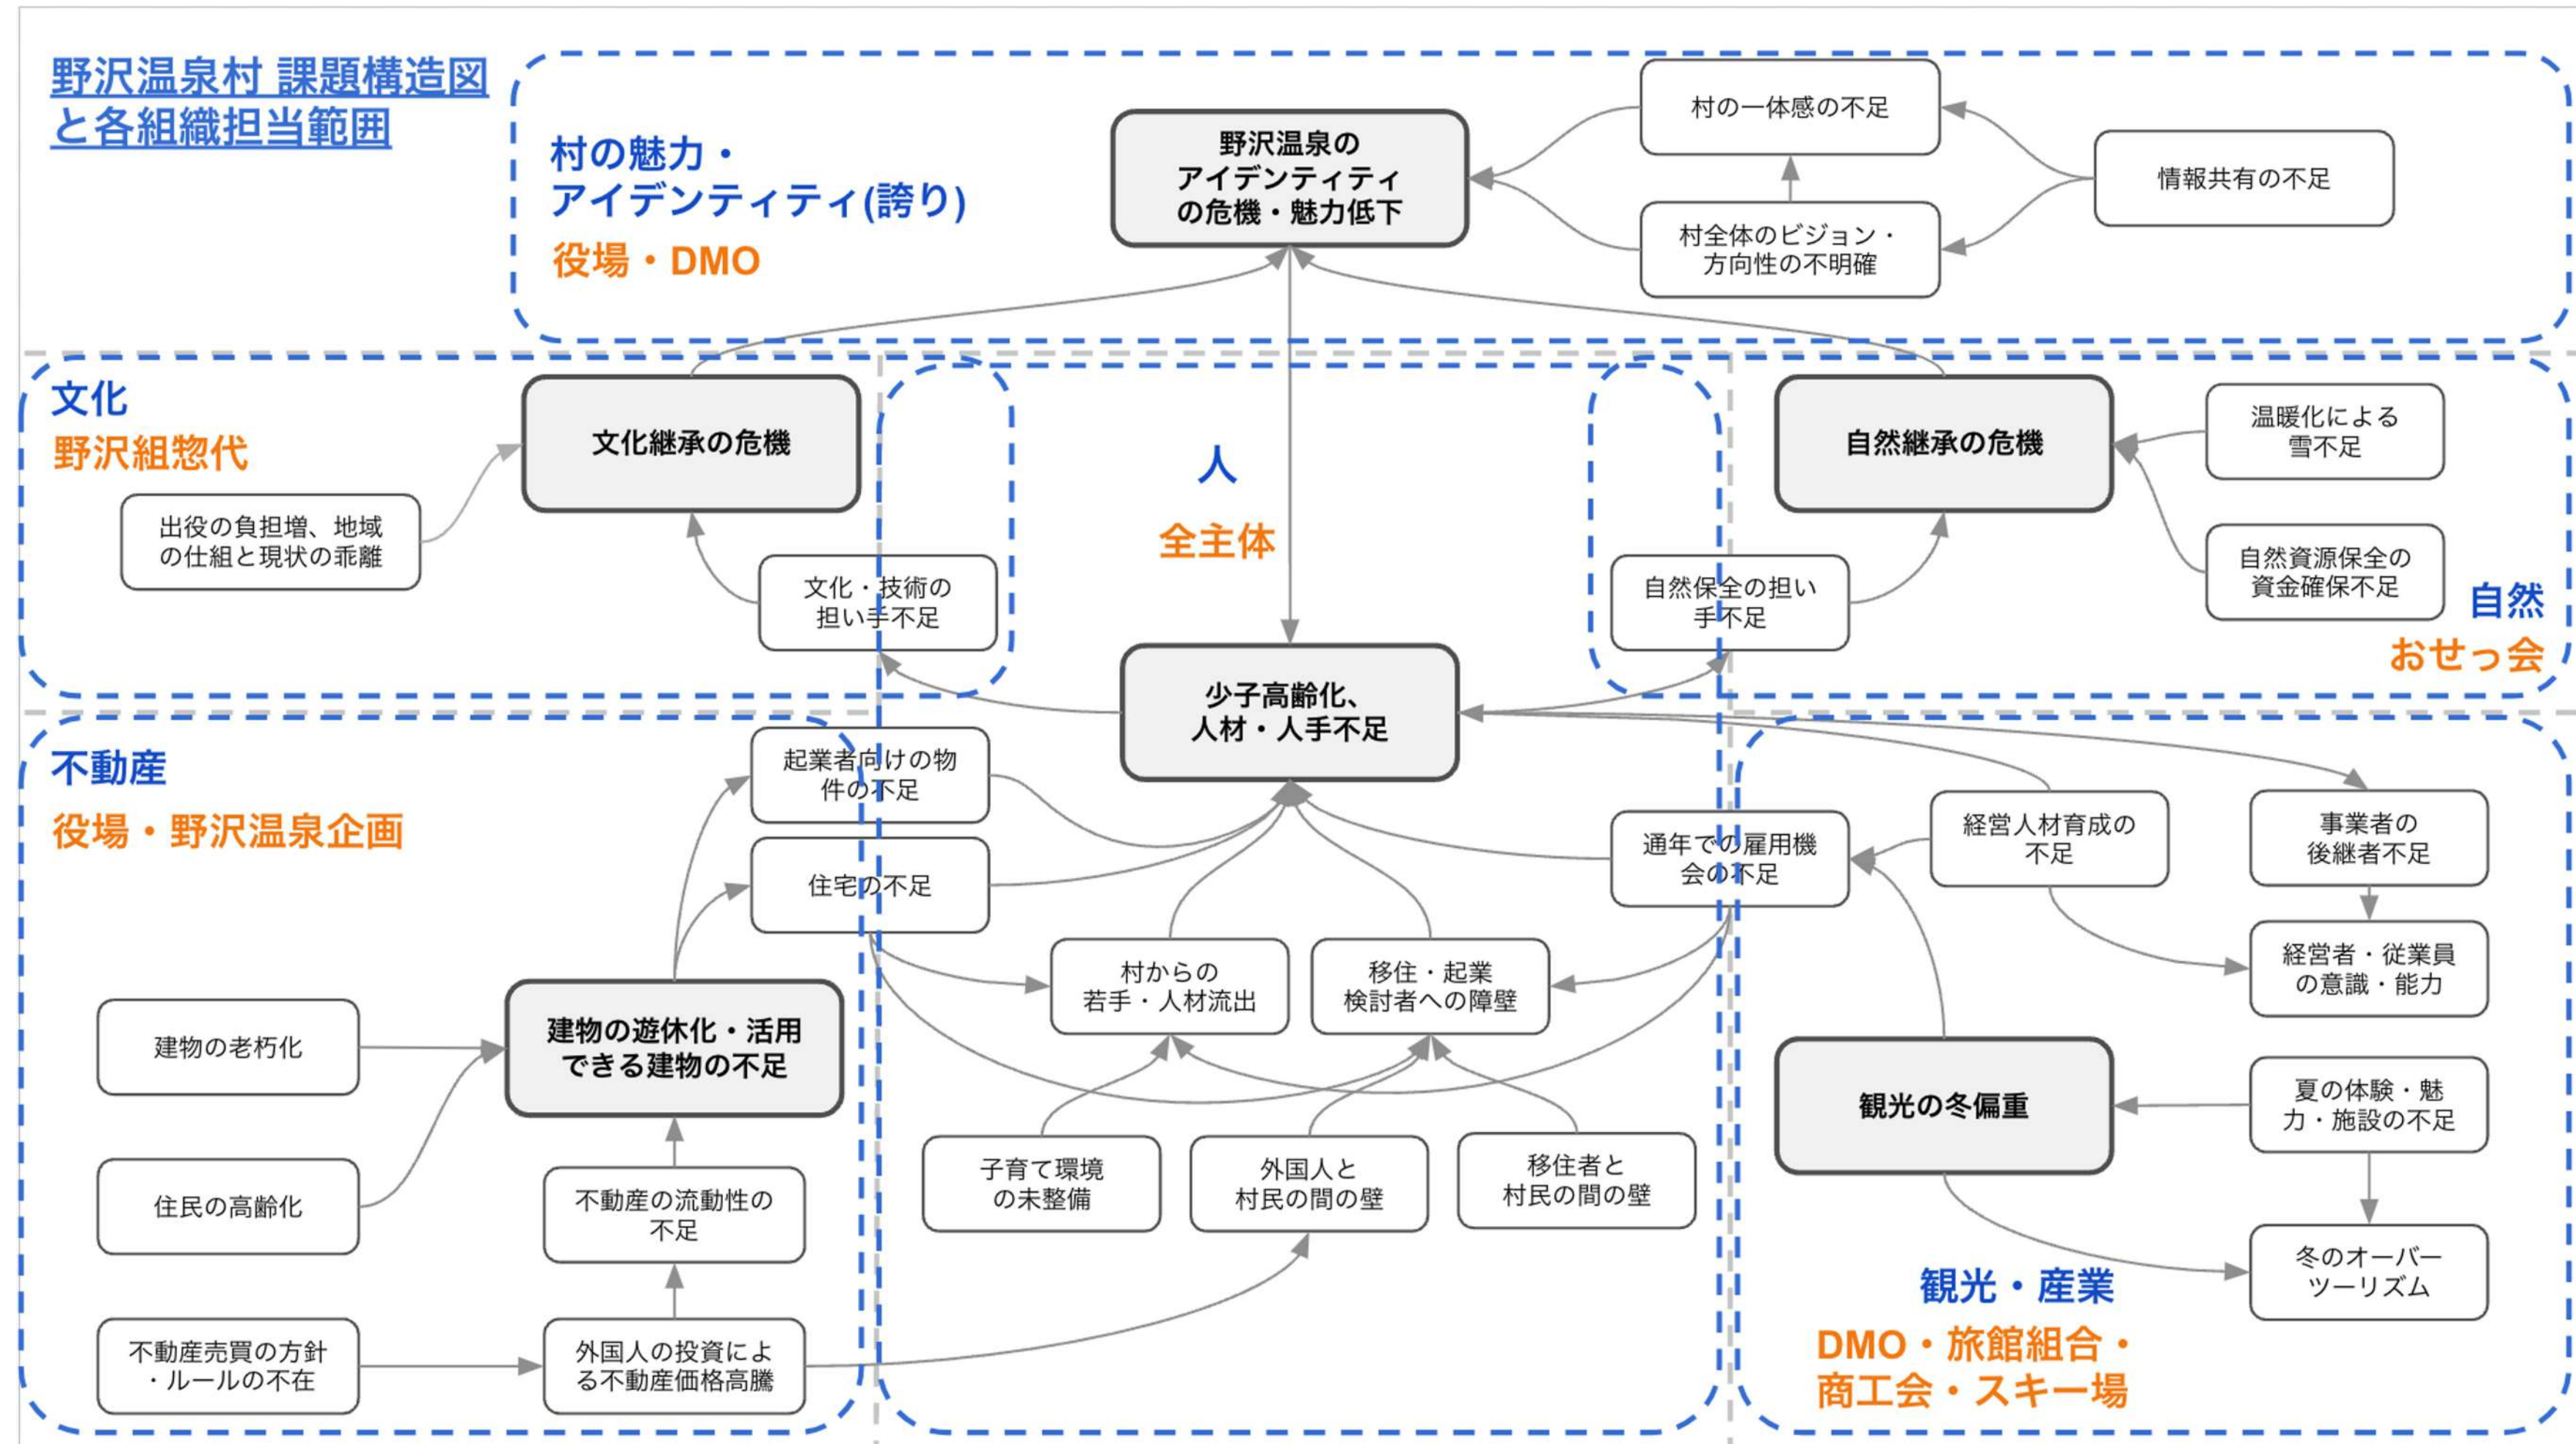 野沢温泉村 課題構造図
と各組織担当範囲
村の魅力・
アイデンティティ(誇り)
役場・DMO
野沢温泉の
アイデンティティ
の危機・魅力低下
村の一体感の不足
村全体のビジョン・
方向性の不明確
情報共有の不足
文化
野沢組惣代
文化継承の危機
出役の負担増、地域
の仕組と現状の乖離
文化・技術の
担い手不足
人
全主体
少子高齢化、
人材・人手不足
自然継承の危機
温暖化による
雪不足
自然資源保全の
資金確保不足
自然保全の担い
手不足
自然
おせっ会
不動産
役場・野沢温泉企画
起業者向けの物
件の不足
住宅の不足
建物の遊休化・活用
できる建物の不足
建物の老朽化
住民の高齢化
不動産の流動性の
不足
不動産売買の方針
・ルールの不在
外国人の投資によ
る不動産価格高騰
村からの
若手・人材流出
移住・起業
検討者への障壁
子育て環境
の未整備
外国人と
村民の間の壁
移住者と
村民の間の壁
通年での雇用機
会の不足
経営人材育成の
不足
事業者の
後継者不足
経営者・従業員
の意識・能力
観光の冬偏重
夏の体験・魅
力・施設の不足
冬のオーバー
ツーリズム
観光・産業
DMO・旅館組合・
商工会・スキー場